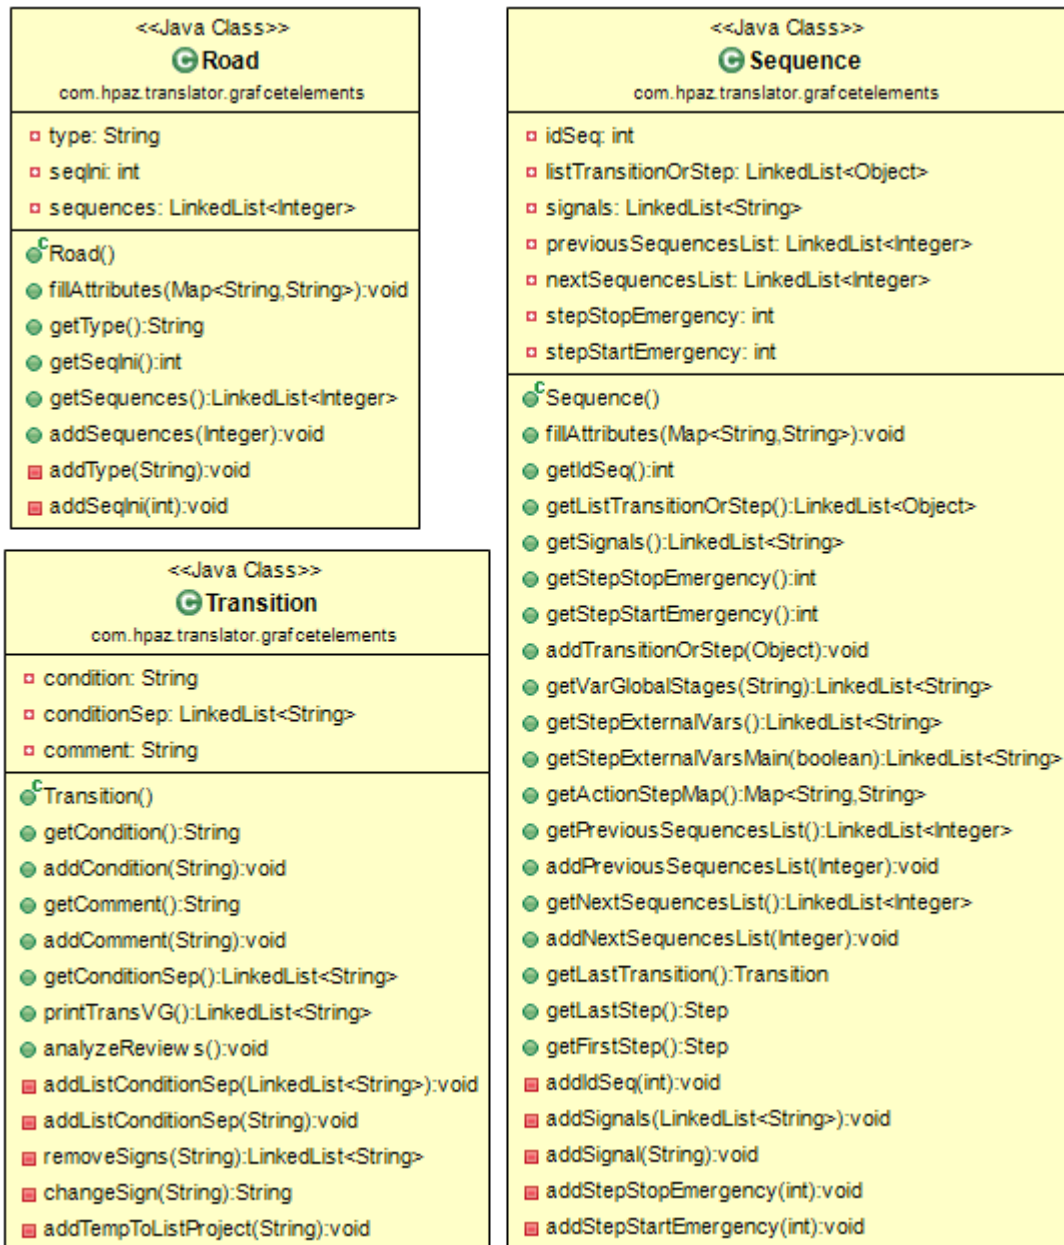 <<Java Class>>
C Road
com.hpaz.translator.grafcetelements
type: String
seqIni: int
sequences: LinkedList<Integer>
C Road()
fillAttributes(Map<String,String>):void
getType():String
getSeqIni():int
getSequences():LinkedList<Integer>
addSequences(Integer):void
addType(String):void
addSeqIni(int):void
<<Java Class>>
C Transition
com.hpaz.translator.grafcetelements
condition: String
conditionSep: LinkedList<String>
comment: String
C Transition()
getCondition():String
addCondition(String):void
getComment():String
addComment(String):void
getConditionSep():LinkedList<String>
printTransVG():LinkedList<String>
analyzeReviews():void
addListConditionSep(LinkedList<String>):void
addListConditionSep(String):void
removeSigns(String):LinkedList<String>
changeSign(String):String
addTempToListProject(String):void
<<Java Class>>
C Sequence
com.hpaz.translator.grafcetelements
idSeq: int
listTransitionOrStep: LinkedList<Object>
signals: LinkedList<String>
previousSequencesList: LinkedList<Integer>
nextSequencesList: LinkedList<Integer>
stepStopEmergency: int
stepStartEmergency: int
C Sequence()
fillAttributes(Map<String,String>):void
getIdSeq():int
getListTransitionOrStep():LinkedList<Object>
getSignals():LinkedList<String>
getStepStopEmergency():int
getStepStartEmergency():int
addTransitionOrStep(Object):void
getVarGlobalStages(String):LinkedList<String>
getStepExternalVars():LinkedList<String>
getStepExternalVarsMain(boolean):LinkedList<String>
getActionStepMap():Map<String,String>
getPreviousSequencesList():LinkedList<Integer>
addPreviousSequencesList(Integer):void
getNextSequencesList():LinkedList<Integer>
addNextSequencesList(Integer):void
getLastTransition():Transition
getLastStep():Step
getFirstStep():Step
addIdSeq(int):void
addSignals(LinkedList<String>):void
addSignal(String):void
addStepStopEmergency(int):void
addStepStartEmergency(int):void